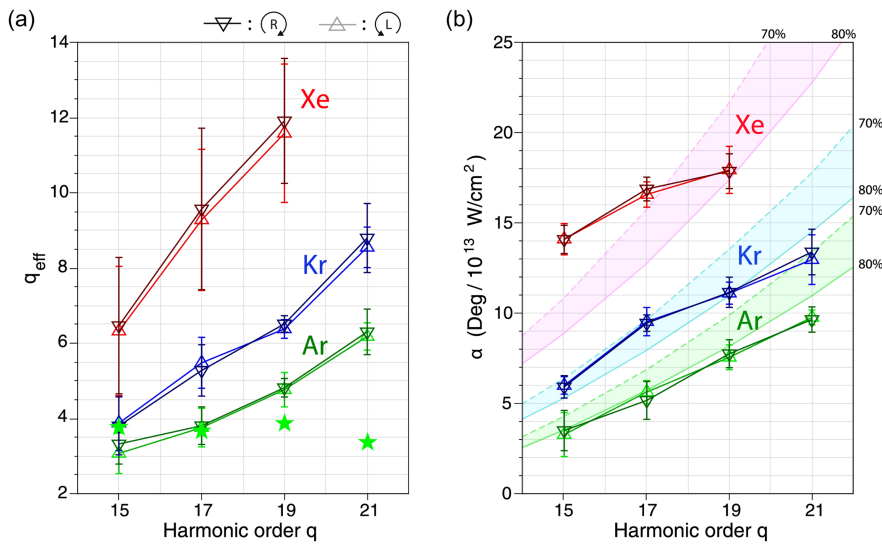 (a)
: R
: L
14
12
10
8
6
4
2
q_eff
Xe
Kr
Ar
15
17
19
21
Harmonic order q
(b)
70%
80%
25
20
15
10
5
0
α (Deg / 10^13 W/cm^2)
Xe
Kr
Ar
70%
80%
70%
80%
15
17
19
21
Harmonic order q